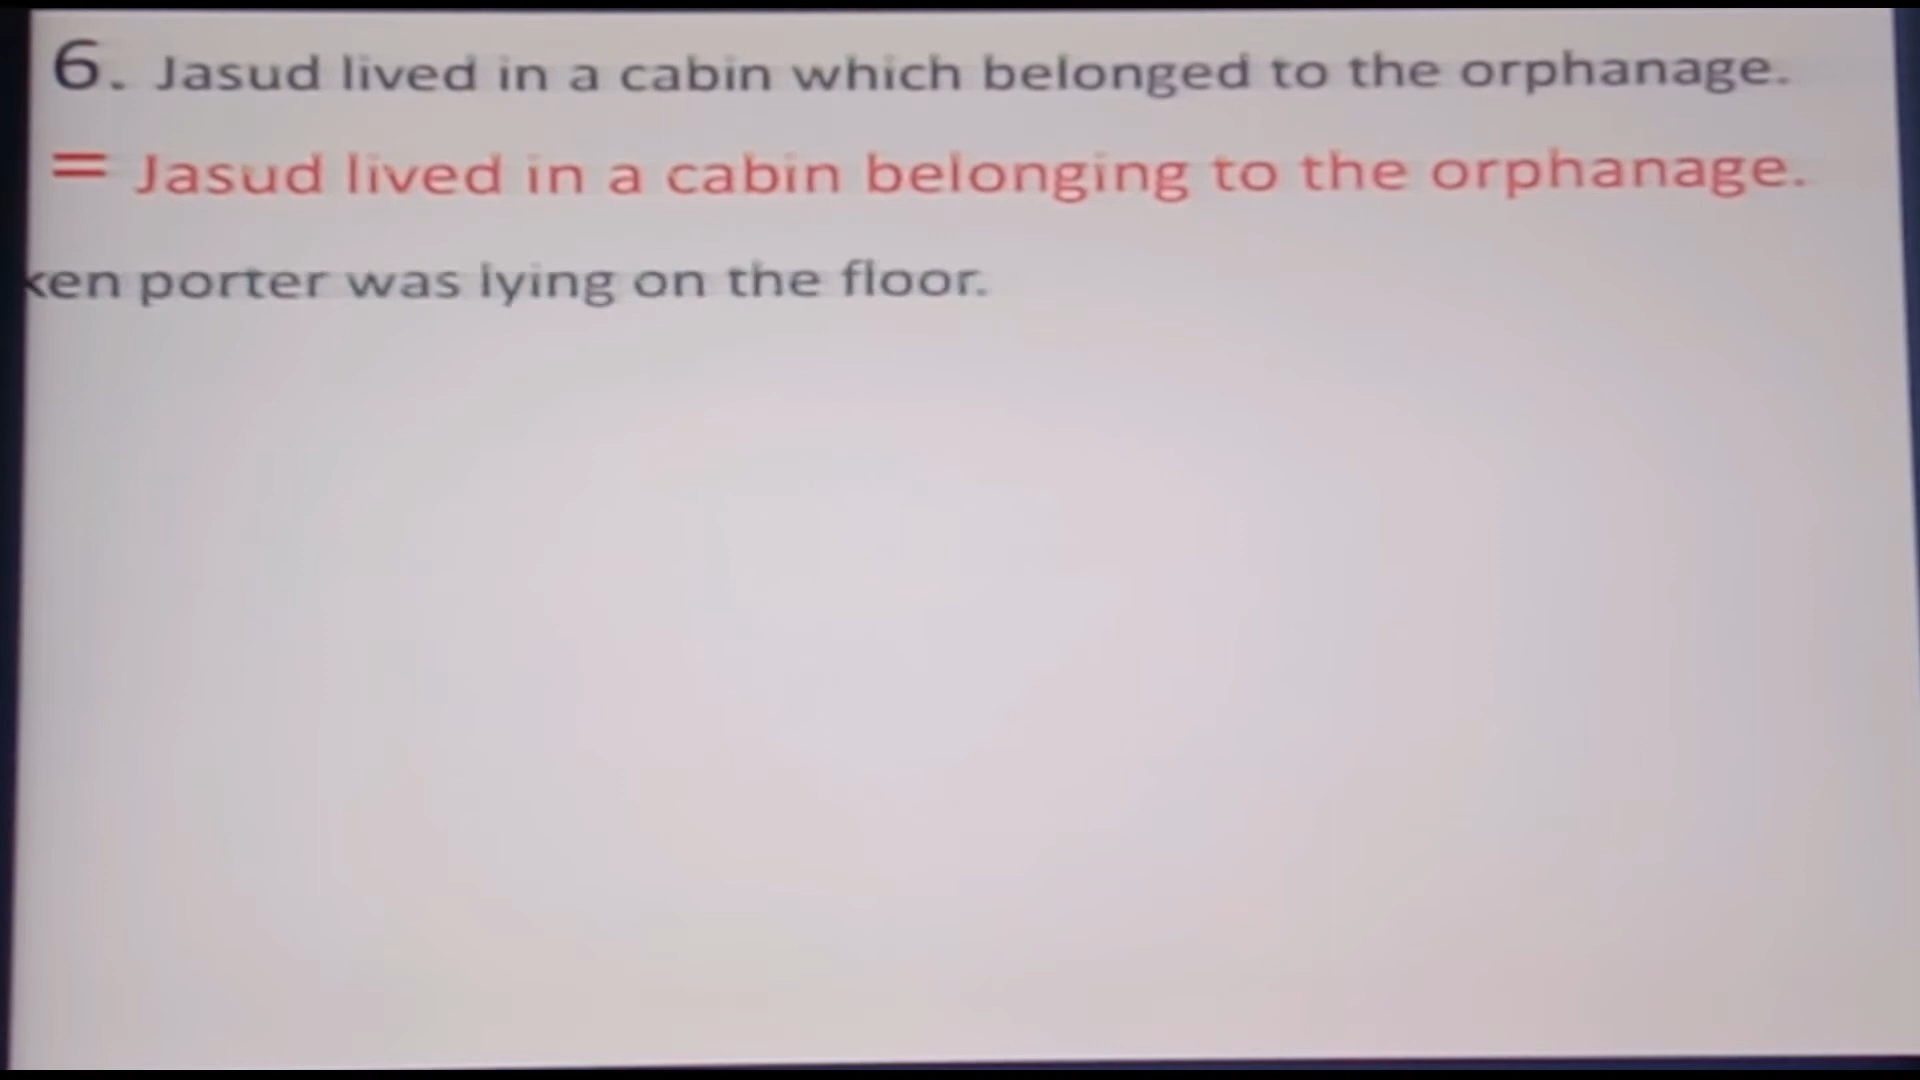 6. Jasud lived in a cabin which belonged to the orphanage.
= Jasud lived in a cabin belonging to the orphanage.
ken porter was lying on the floor.